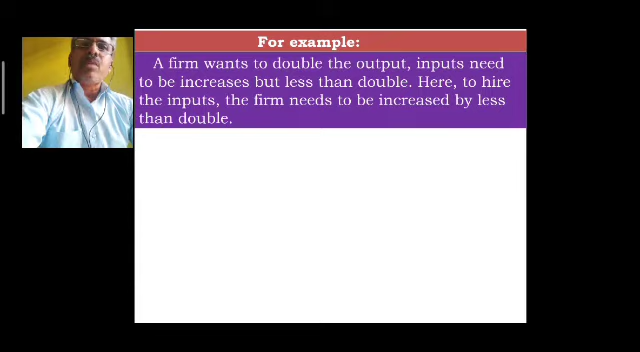 For example:
A firm wants to double the output, inputs need
to be increases but less than double. Here, to hire
the inputs, the firm needs to be increased by less
than double.